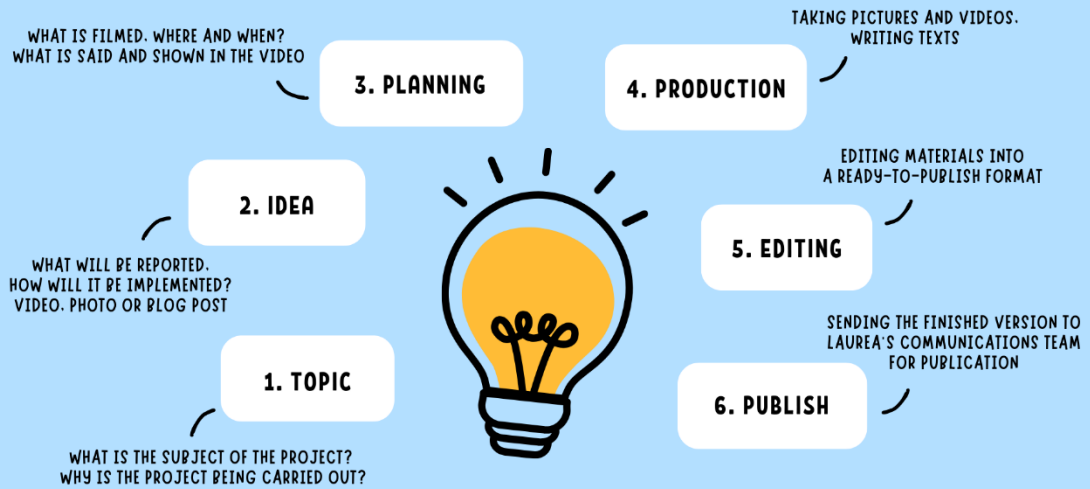 1. TOPIC
WHAT IS THE SUBJECT OF THE PROJECT?
WHY IS THE PROJECT BEING CARRIED OUT?
2. IDEA
WHAT WILL BE REPORTED.
HOW WILL IT BE IMPLEMENTED?
VIDEO, PHOTO OR BLOG POST
3. PLANNING
WHAT IS FILMED, WHERE AND WHEN?
WHAT IS SAID AND SHOWN IN THE VIDEO
4. PRODUCTION
TAKING PICTURES AND VIDEOS.
WRITING TEXTS
5. EDITING
EDITING MATERIALS INTO
A READY-TO-PUBLISH FORMAT
6. PUBLISH
SENDING THE FINISHED VERSION TO
LAUREA'S COMMUNICATIONS TEAM
FOR PUBLICATION